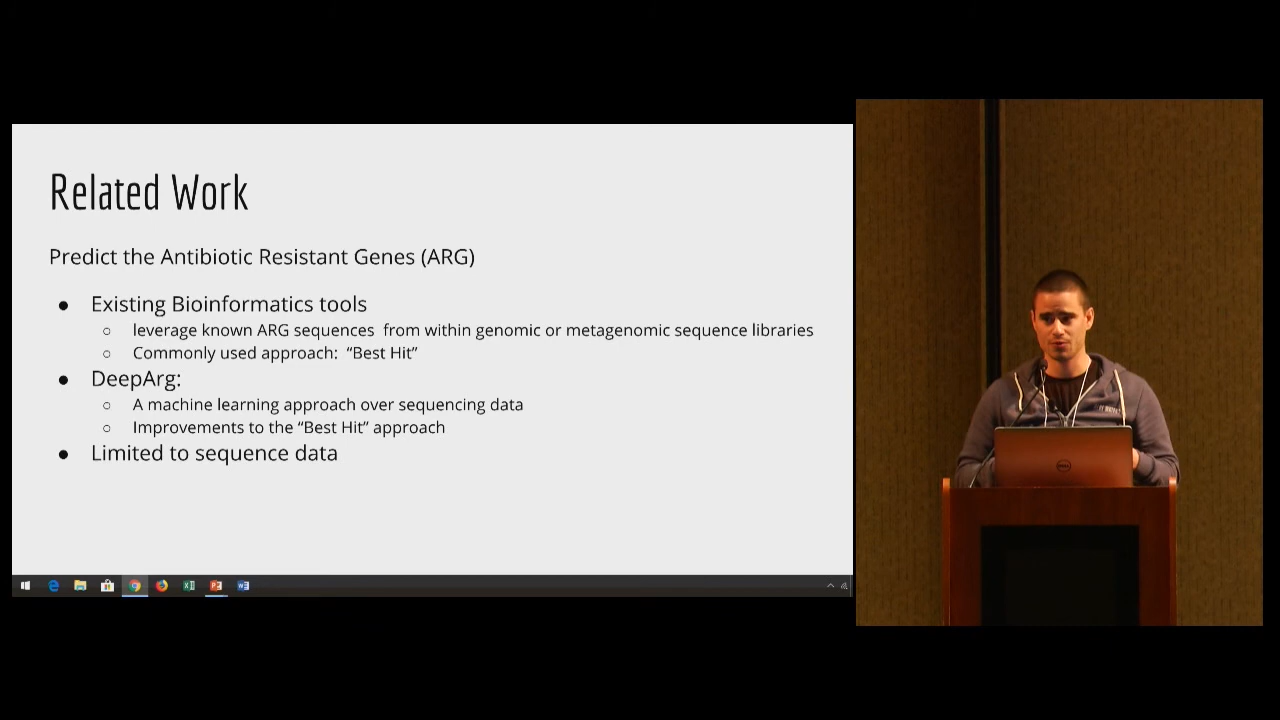 Related Work
Predict the Antibiotic Resistant Genes (ARG)
● Existing Bioinformatics tools
○ leverage known ARG sequences from within genomic or metagenomic sequence libraries
○ Commonly used approach: “Best Hit”
● DeepArg:
○ A machine learning approach over sequencing data
○ Improvements to the “Best Hit” approach
● Limited to sequence data
DELL